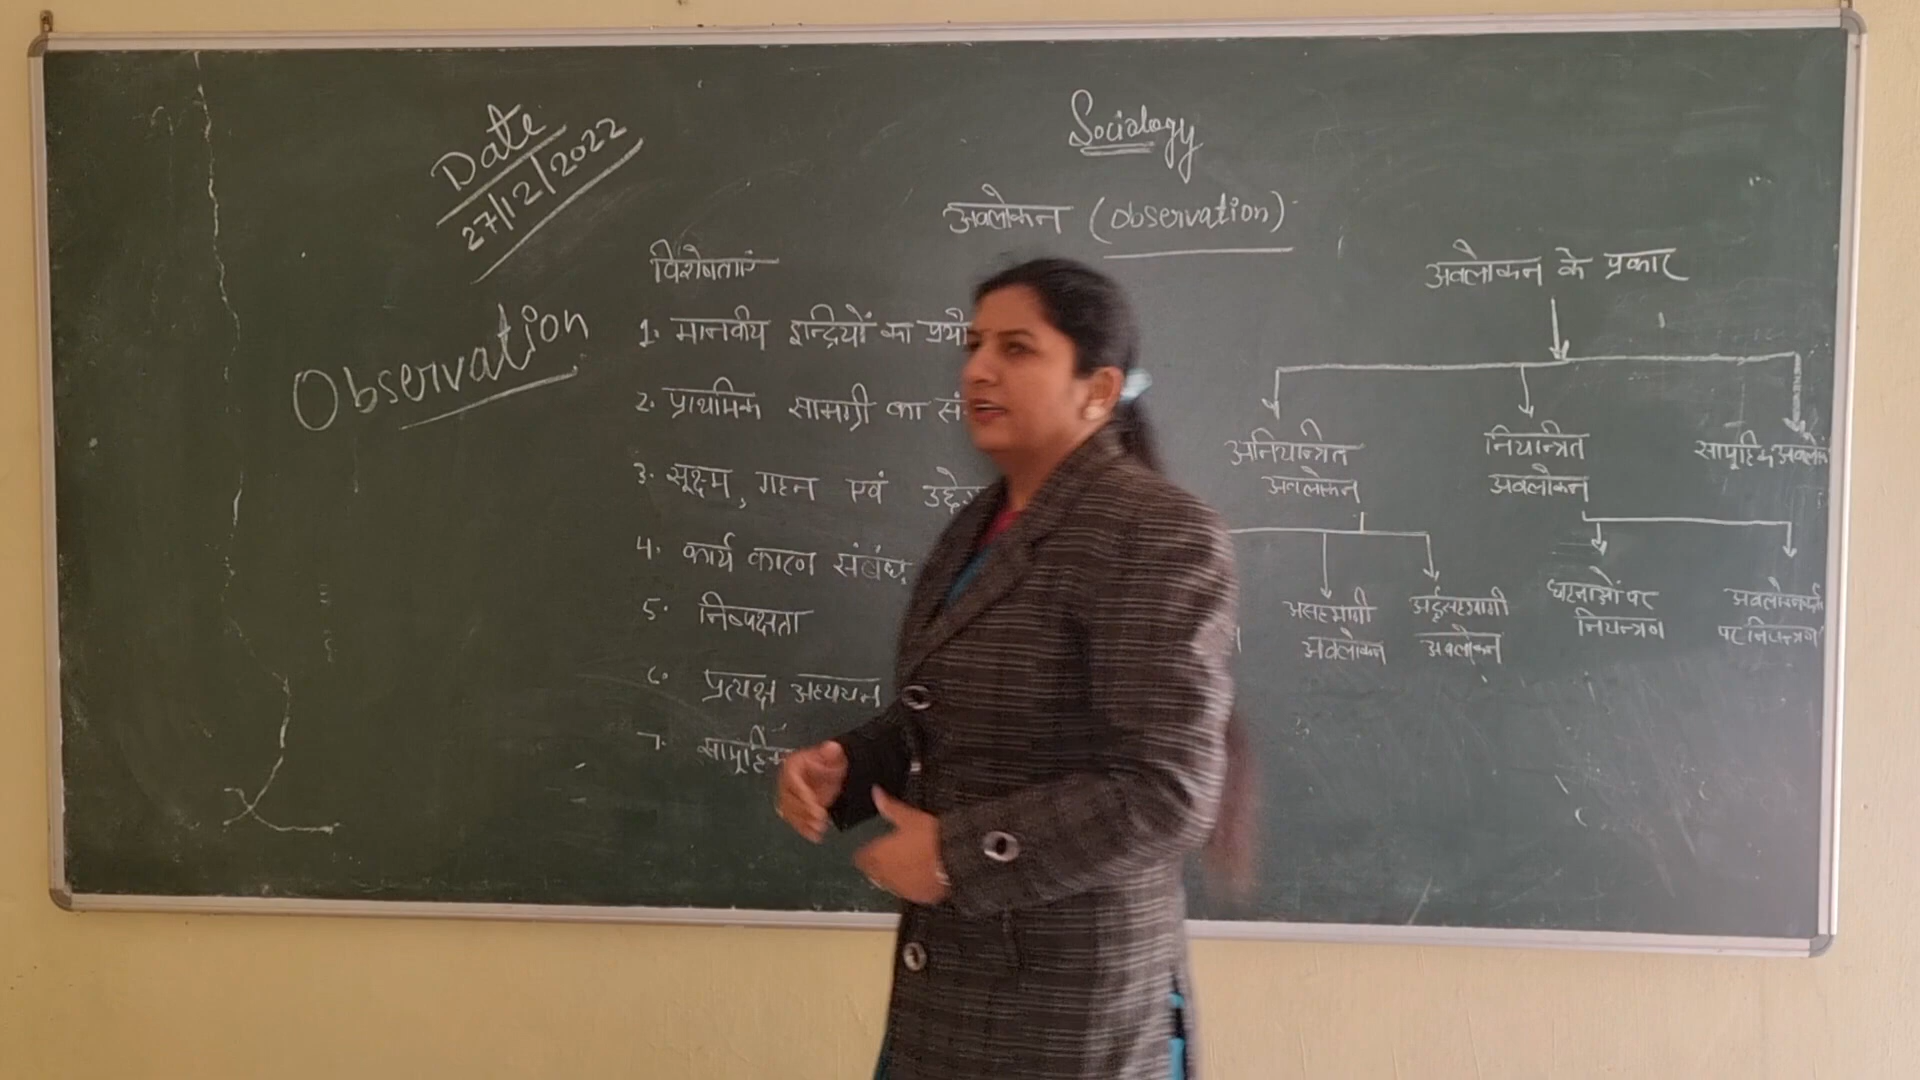 Date
27/12/2022
Observation
Sociology
अवलोकन (observation)
विशेषताएं
1. मानवीय इन्द्रियों का
2. प्राथमिक सामग्री का
3. सूक्ष्म, गहन एवं
4. कार्य कारण संबंध
5. निष्पक्षता
6. प्रत्यक्ष अध्ययन
7. सामूहिक
अवलोकन के प्रकार
अनियन्त्रित
अवलोकन
नियन्त्रित
अवलोकन
सामूहिक अवलोकन
असहभागी
अवलोकन
अर्द्धसहभागी
अवलोकन
घटनाओं पर
नियन्त्रण
अवलोकनकर्ता
पर नियन्त्रण